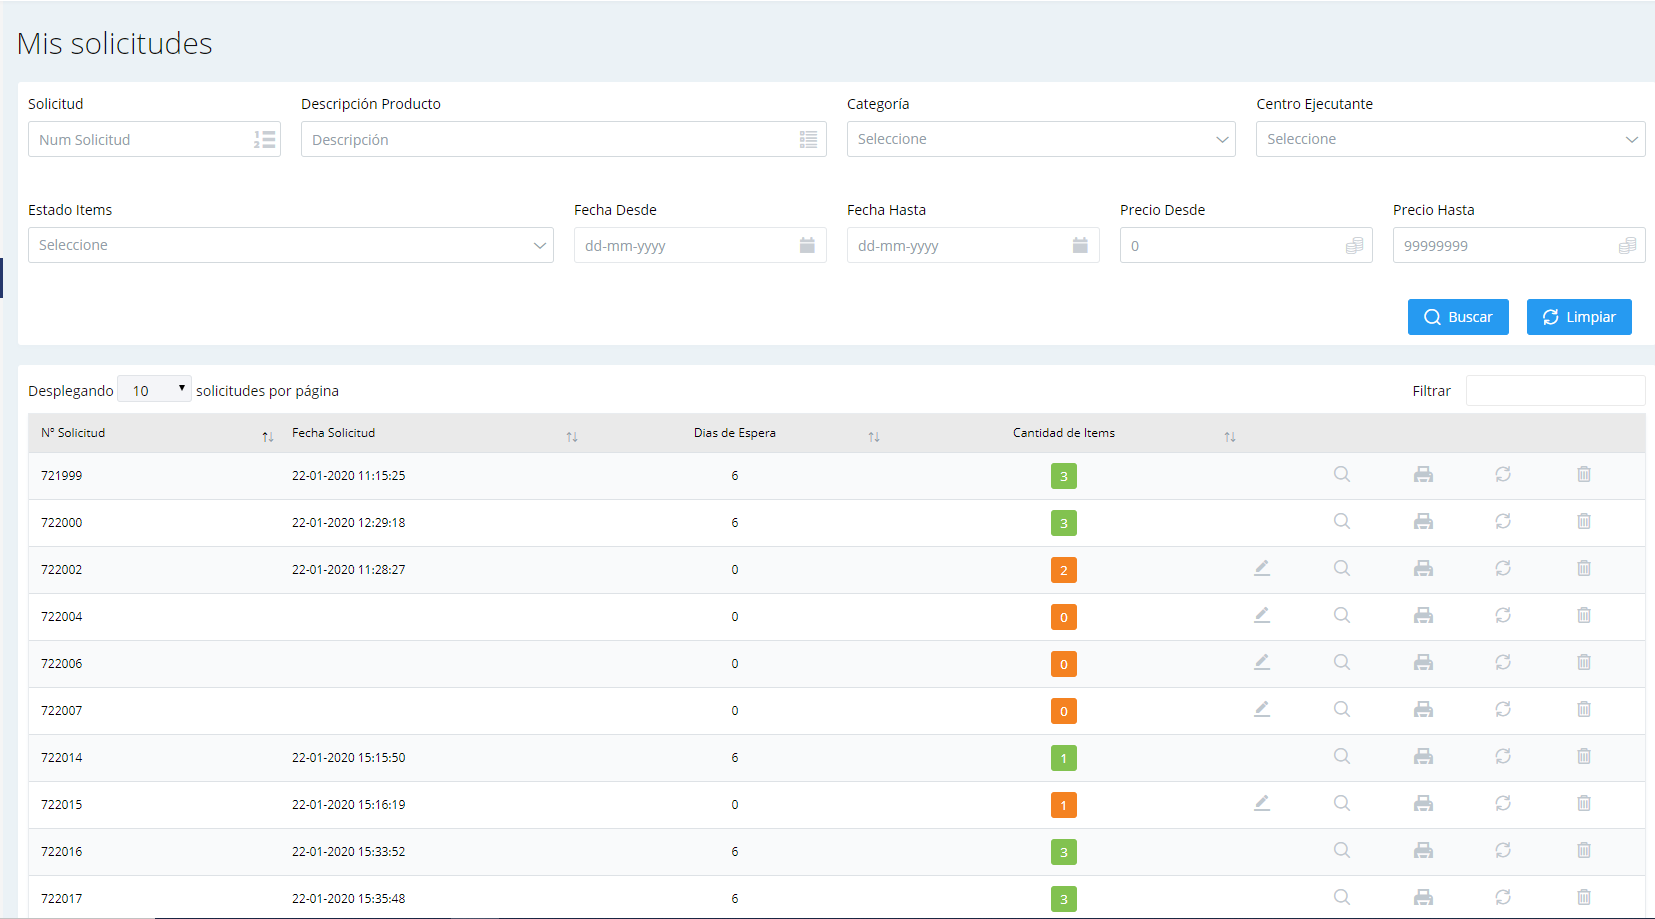 Mis solicitudes
Solicitud Descripción Producto Categoría Centro Ejecutante
Num Solicitud Descripción Seleccione Seleccione
Estado Items Fecha Desde Fecha Hasta Precio Desde Precio Hasta
Seleccione dd-mm-yyyy dd-mm-yyyy 0 99999999
Buscar Limpiar
Desplegando 10 solicitudes por página Filtrar
N° Solicitud Fecha Solicitud Dias de Espera Cantidad de Items
721999 22-01-2020 11:15:25 6 3
722000 22-01-2020 12:29:18 6 3
722002 22-01-2020 11:28:27 0 2
722004 0 0
722006 0 0
722007 0 0
722014 22-01-2020 15:15:50 6 1
722015 22-01-2020 15:16:19 0 1
722016 22-01-2020 15:33:52 6 3
722017 22-01-2020 15:35:48 6 3